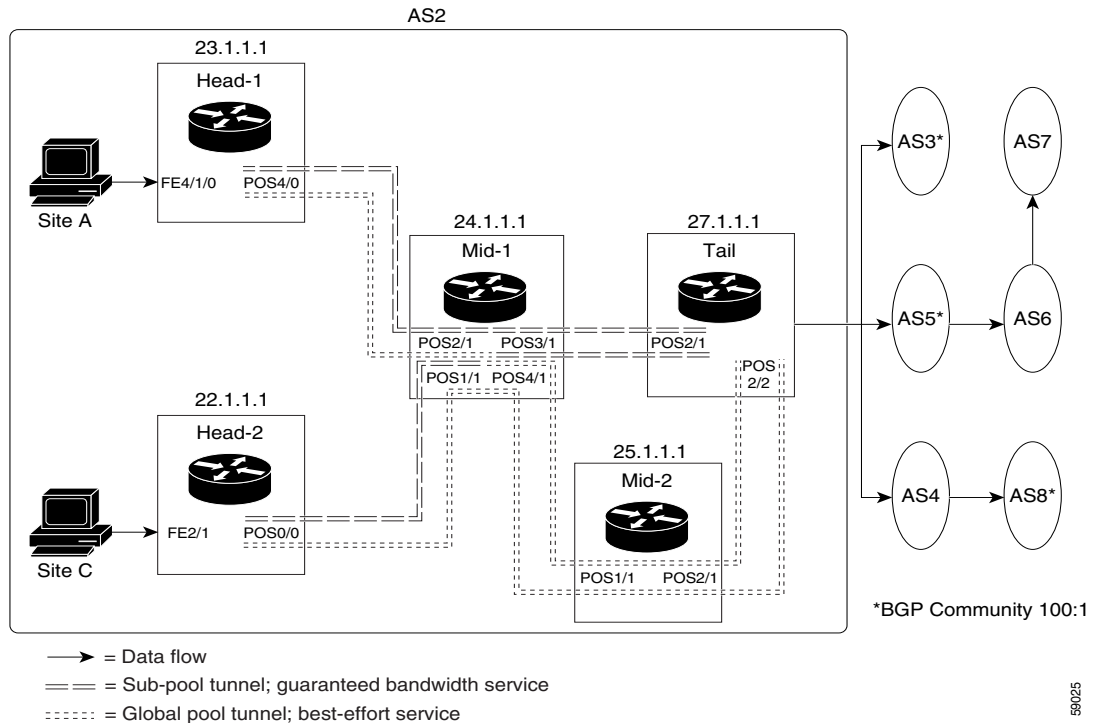 AS2
23.1.1.1
Head-1
FE4/1/0
POS4/0
Site A
24.1.1.1
Mid-1
POS2/1
POS3/1
POS1/1
POS4/1
27.1.1.1
Tail
POS2/1
POS
2/2
22.1.1.1
Head-2
FE2/1
POS0/0
Site C
25.1.1.1
Mid-2
POS1/1
POS2/1
AS3*
AS7
AS5*
AS6
AS4
AS8*
*BGP Community 100:1
= Data flow
= Sub-pool tunnel; guaranteed bandwidth service
= Global pool tunnel; best-effort service
59025